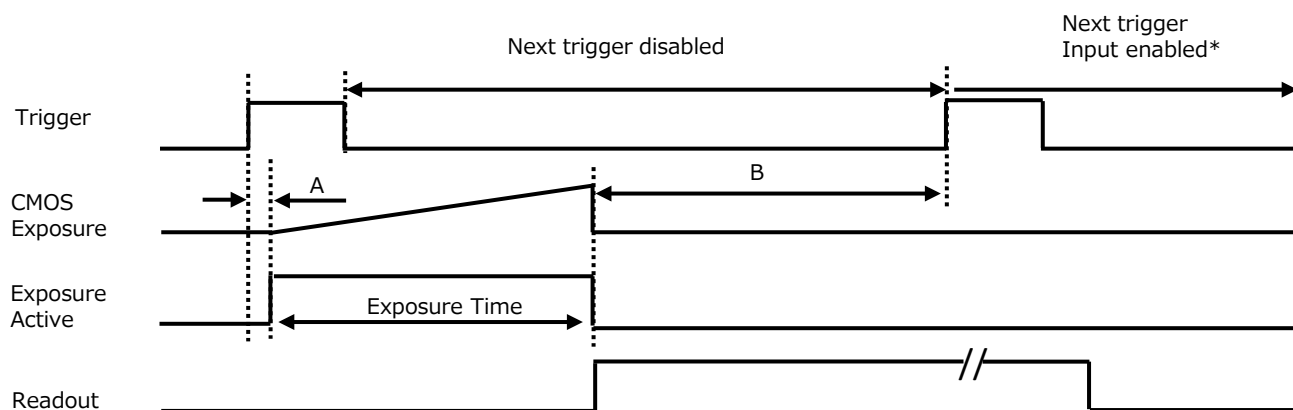 Next trigger disabled
Next trigger
Input enabled*
Trigger
A
B
CMOS
Exposure
Exposure
Active
Exposure Time
Readout